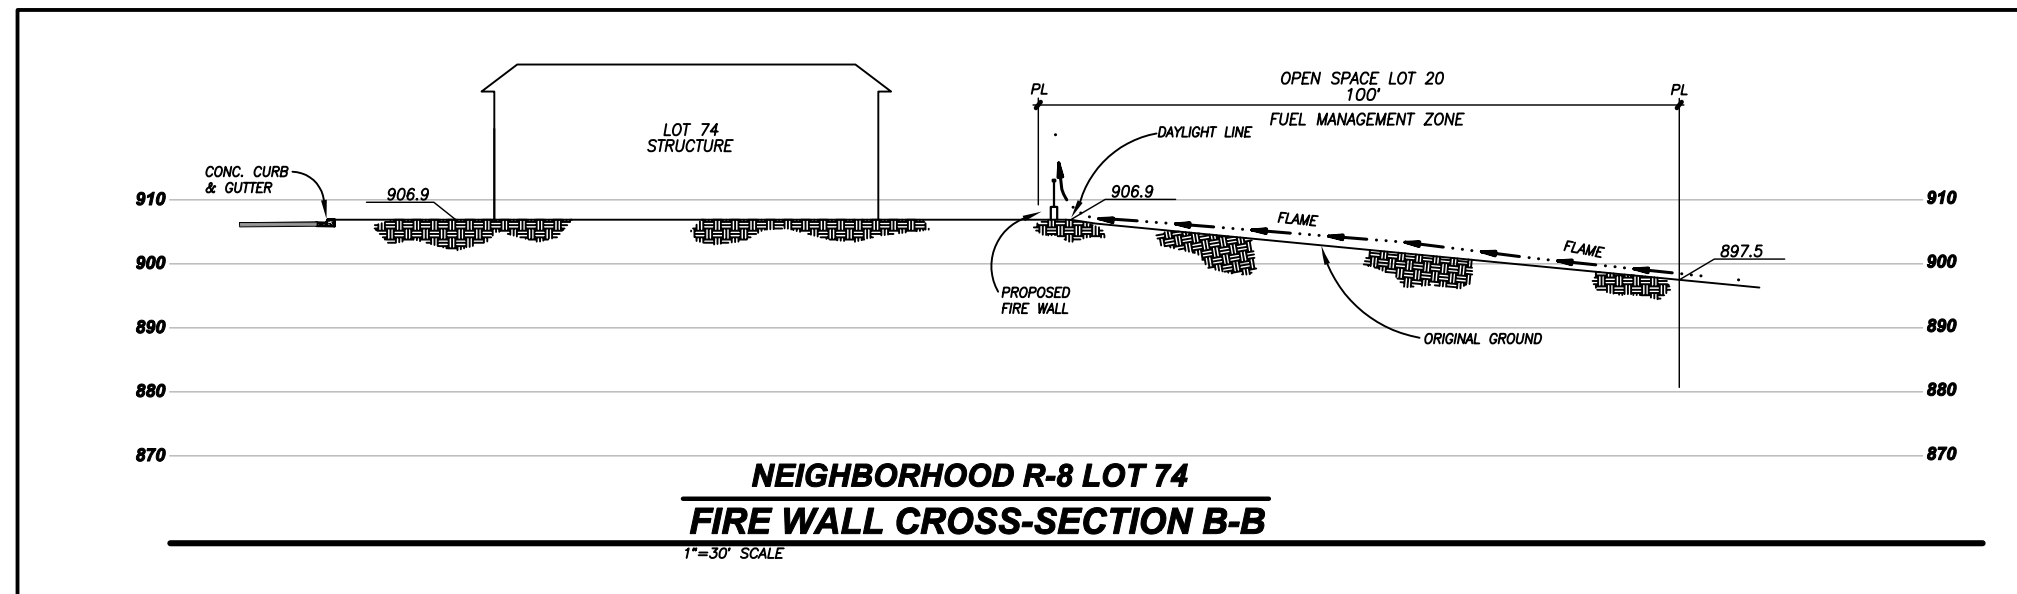 OPEN SPACE LOT 20
100'
PL
PL
FUEL MANAGEMENT ZONE
LOT 74
STRUCTURE
DAYLIGHT LINE
CONC. CURB
& GUTTER
906.9
906.9
910
910
FLAME
FLAME
897.5
900
900
PROPOSED
FIRE WALL
ORIGINAL GROUND
890
890
880
880
870
870
NEIGHBORHOOD R-8 LOT 74
FIRE WALL CROSS-SECTION B-B
1"=30' SCALE